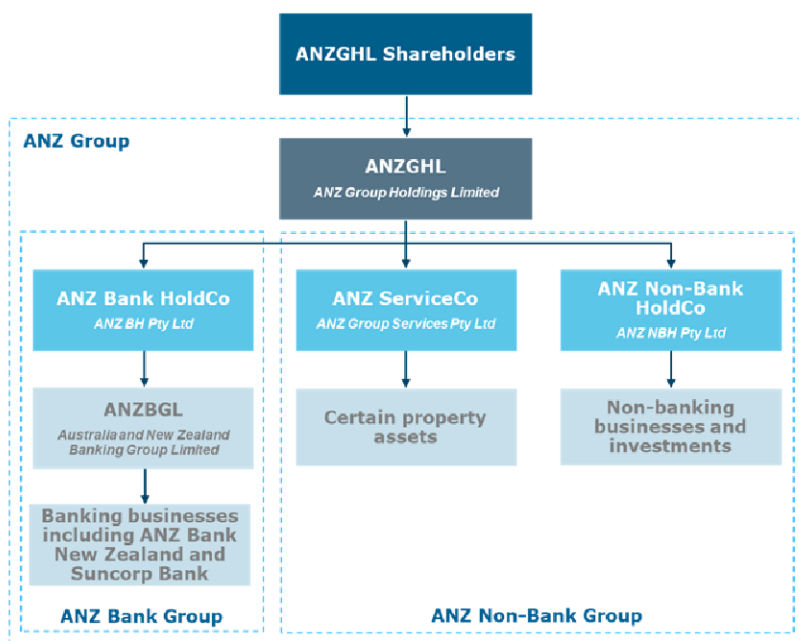 ANZGHL Shareholders
ANZ Group
ANZGHL
ANZ Group Holdings Limited
ANZ Bank HoldCo
ANZ BH Pty Ltd
ANZ ServiceCo
ANZ Group Services Pty Ltd
ANZ Non-Bank
HoldCo
ANZ NBH Pty Ltd
ANZBGL
Australia and New Zealand
Banking Group Limited
Certain property
assets
Non-banking
businesses and
investments
Banking businesses
including ANZ Bank
New Zealand and
Suncorp Bank
ANZ Bank Group
ANZ Non-Bank Group